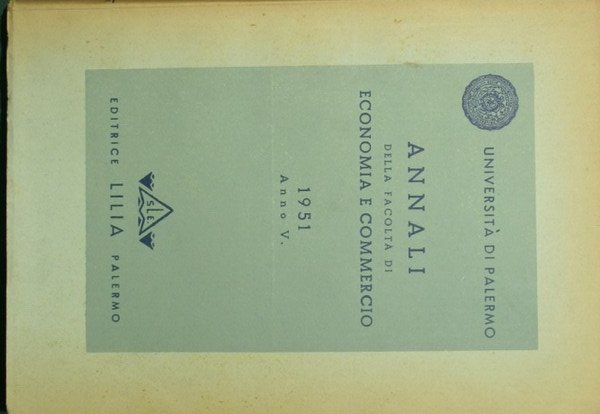 UNIVERSITÀ DI PALERMO
ANNALI
DELLA FACOLTÀ DI
ECONOMIA E COMMERCIO
1951
Anno V.
S.L.E.
EDITRICE LILIA PALERMO